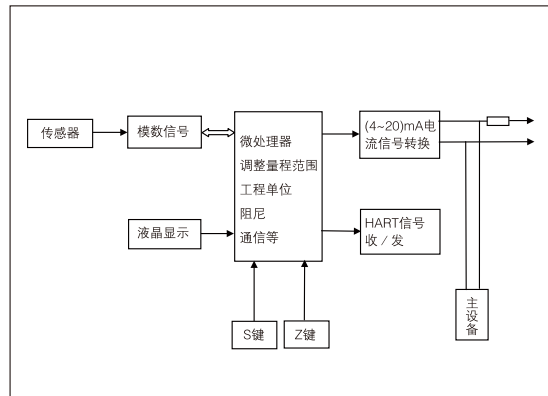 传感器
模数信号
微处理器
调整量程范围
工程单位
阻尼
通信等
(4~20)mA电
流信号转换
液晶显示
HART信号
收／发
S键
Z键
主
设
备